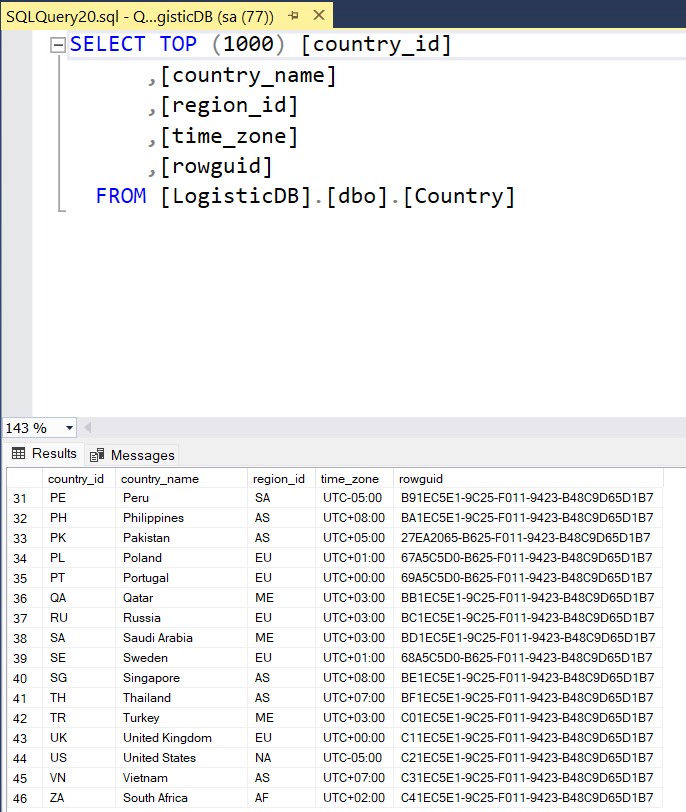 SQLQuery20.sql - Q...gisticDB (sa (77))
SELECT TOP (1000) [country_id]
,[country_name]
,[region_id]
,[time_zone]
,[rowguid]
FROM [LogisticDB].[dbo].[Country]
143 %
Results Messages
country_id country_name region_id time_zone rowguid
31 PE Peru SA UTC-05:00 B91EC5E1-9C25-F011-9423-B48C9D65D1B7
32 PH Philippines AS UTC+08:00 BA1EC5E1-9C25-F011-9423-B48C9D65D1B7
33 PK Pakistan AS UTC+05:00 27EA2065-B625-F011-9423-B48C9D65D1B7
34 PL Poland EU UTC+01:00 67A5C5D0-B625-F011-9423-B48C9D65D1B7
35 PT Portugal EU UTC+00:00 69A5C5D0-B625-F011-9423-B48C9D65D1B7
36 QA Qatar ME UTC+03:00 BB1EC5E1-9C25-F011-9423-B48C9D65D1B7
37 RU Russia EU UTC+03:00 BC1EC5E1-9C25-F011-9423-B48C9D65D1B7
38 SA Saudi Arabia ME UTC+03:00 BD1EC5E1-9C25-F011-9423-B48C9D65D1B7
39 SE Sweden EU UTC+01:00 68A5C5D0-B625-F011-9423-B48C9D65D1B7
40 SG Singapore AS UTC+08:00 BE1EC5E1-9C25-F011-9423-B48C9D65D1B7
41 TH Thailand AS UTC+07:00 BF1EC5E1-9C25-F011-9423-B48C9D65D1B7
42 TR Turkey ME UTC+03:00 C01EC5E1-9C25-F011-9423-B48C9D65D1B7
43 UK United Kingdom EU UTC+00:00 C11EC5E1-9C25-F011-9423-B48C9D65D1B7
44 US United States NA UTC-05:00 C21EC5E1-9C25-F011-9423-B48C9D65D1B7
45 VN Vietnam AS UTC+07:00 C31EC5E1-9C25-F011-9423-B48C9D65D1B7
46 ZA South Africa AF UTC+02:00 C41EC5E1-9C25-F011-9423-B48C9D65D1B7